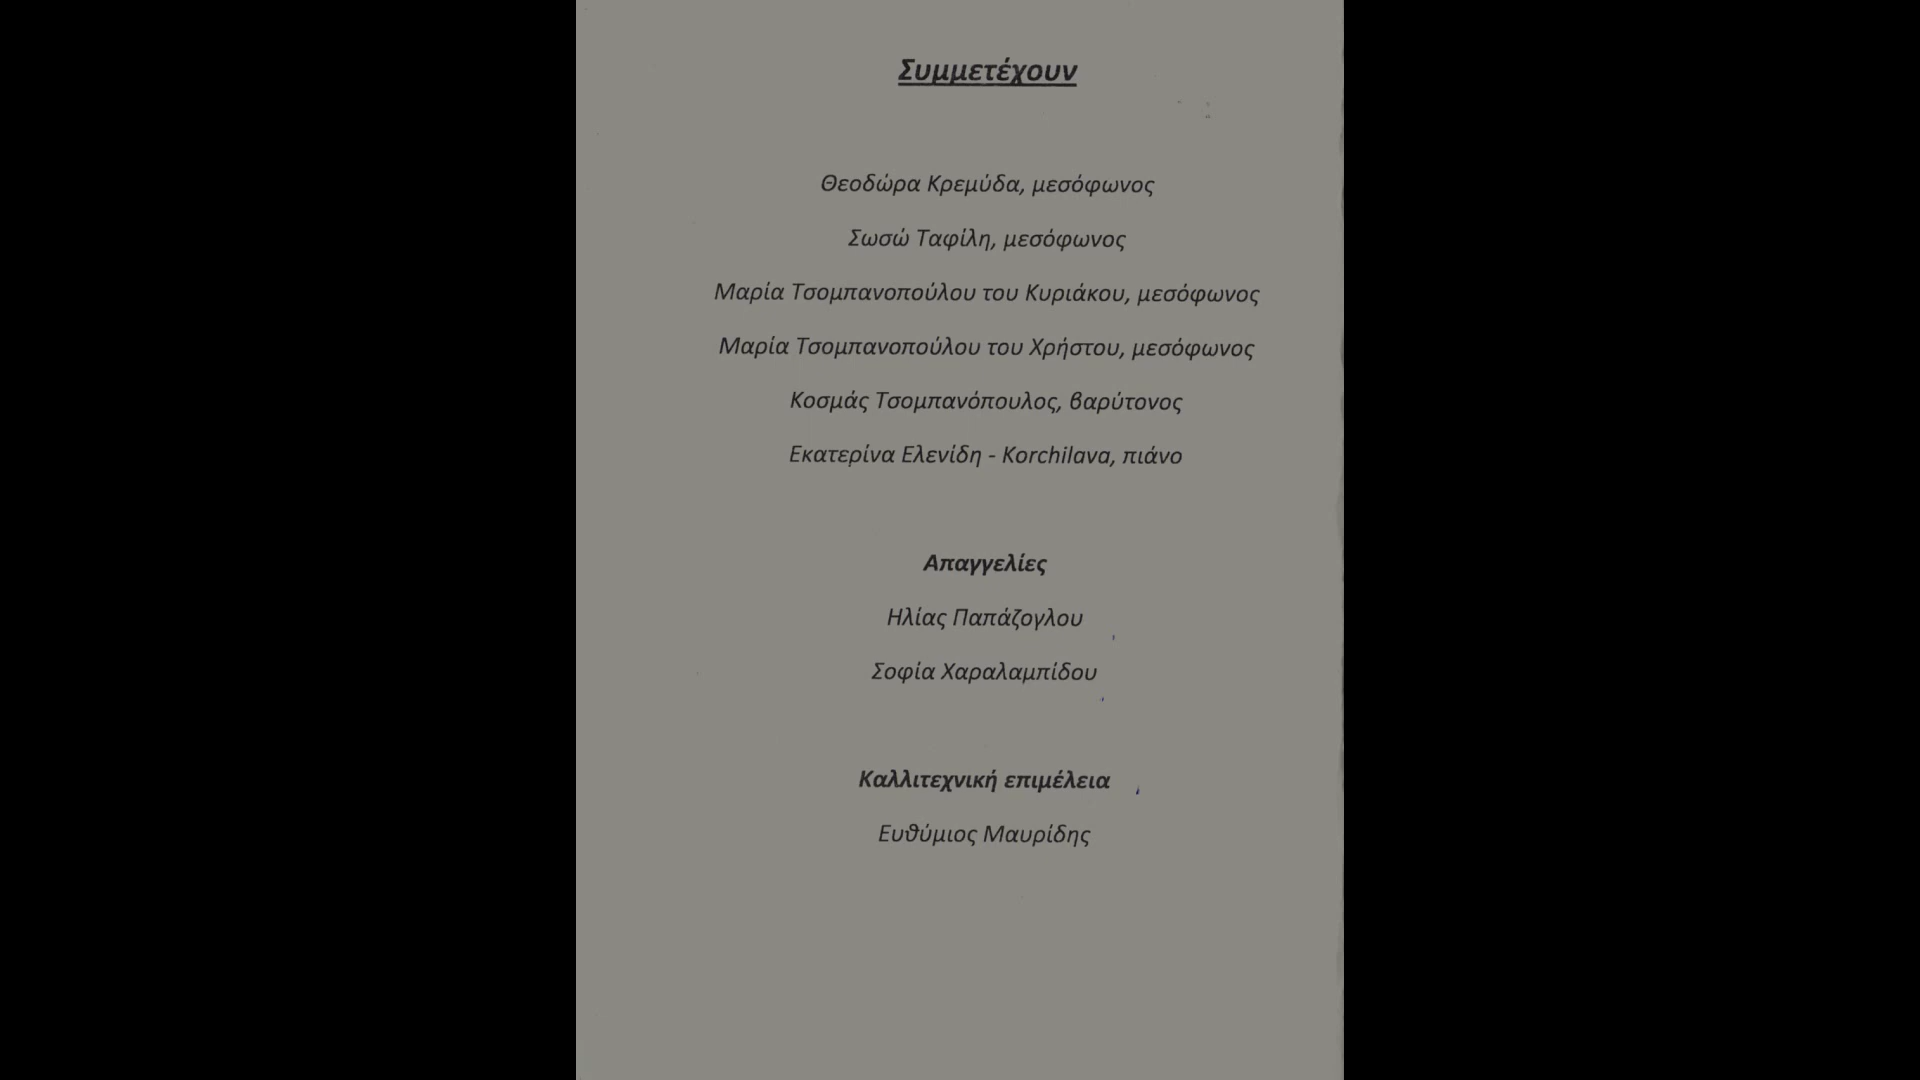 Συμμετέχουν
Θεοδώρα Κρεμύδα, μεσόφωνος
Σωσώ Ταφίλη, μεσόφωνος
Μαρία Τσομπανοπούλου του Κυριάκου, μεσόφωνος
Μαρία Τσομπανοπούλου του Χρήστου, μεσόφωνος
Κοσμάς Τσομπανόπουλος, βαρύτονος
Εκατερίνα Ελενίδη - Korchilava, πιάνο
Απαγγελίες
Ηλίας Παπάζογλου
Σοφία Χαραλαμπίδου
Καλλιτεχνική επιμέλεια
Ευθύμιος Μαυρίδης